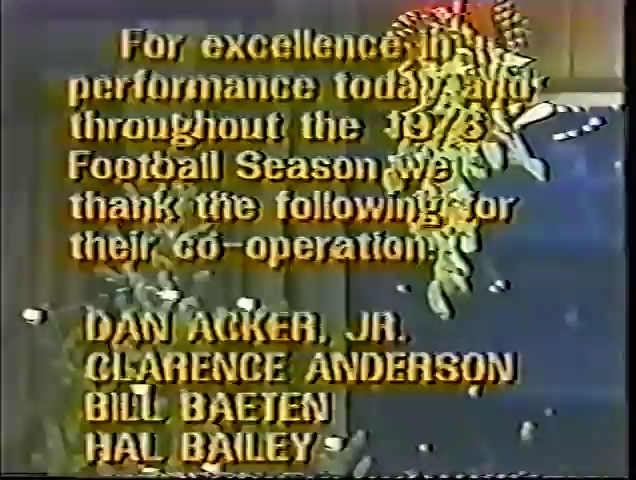 For excellence in
performance today and
throughout the 1976
Football Season we
thank the following for
their co-operation.
DAN ACKER, JR.
CLARENCE ANDERSON
BILL BAETEN
HAL BAILEY